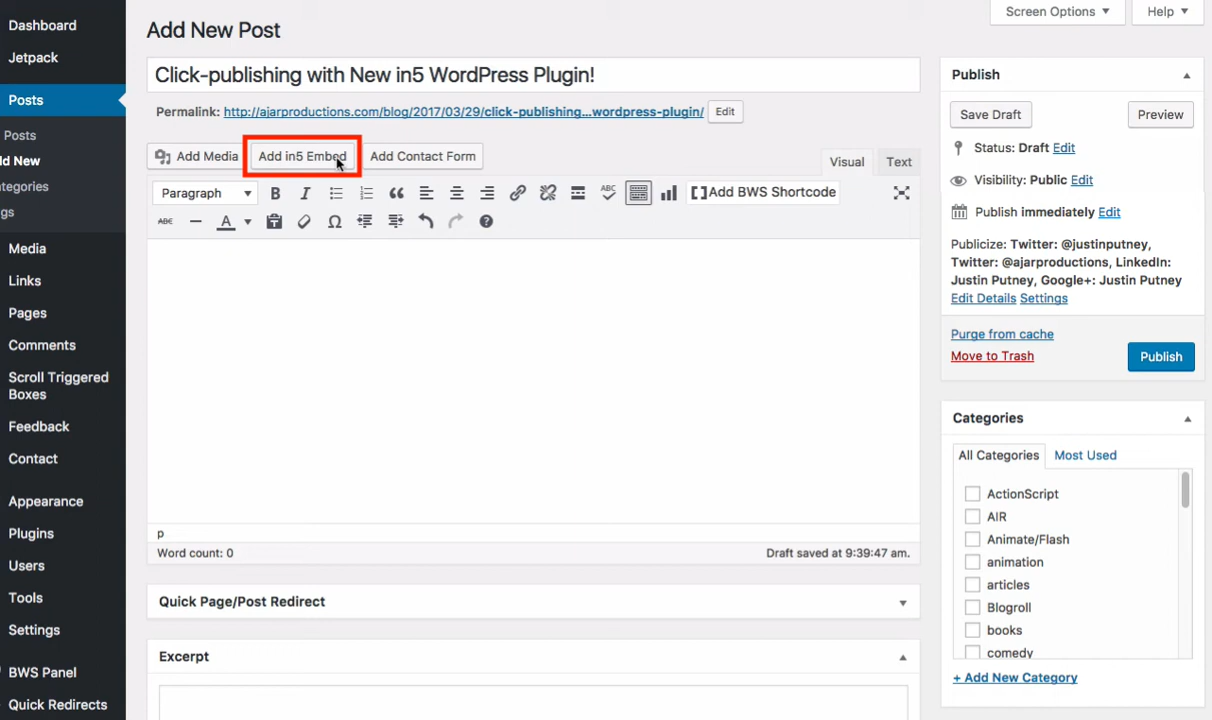 Dashboard
Jetpack
Posts
Posts
d New
ategories
gs
Media
Links
Pages
Comments
Scroll Triggered
Boxes
Feedback
Contact
Appearance
Plugins
Users
Tools
Settings
BWS Panel
Quick Redirects
Screen Options
Help
Add New Post
Click-publishing with New in5 WordPress Plugin!
Permalink: http://ajarproductions.com/blog/2017/03/29/click-publishing...wordpress-plugin/ Edit
Add Media Add in5 Embed Add Contact Form
Visual Text
Paragraph B I ABC [ ]Add BWS Shortcode
ABC A Ω
p
Word count: 0
Draft saved at 9:39:47 am.
Quick Page/Post Redirect
Excerpt
Publish
Save Draft Preview
Status: Draft Edit
Visibility: Public Edit
Publish immediately Edit
Publicize: Twitter: @justinputney,
Twitter: @ajarproductions, LinkedIn:
Justin Putney, Google+: Justin Putney
Edit Details Settings
Purge from cache
Move to Trash
Publish
Categories
All Categories Most Used
ActionScript
AIR
Animate/Flash
animation
articles
Blogroll
books
comedy
+ Add New Category